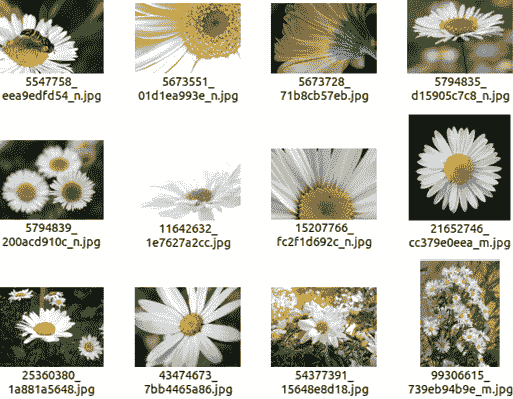 5547758_
eea9edfd54_n.jpg
5673551_
01d1ea993e_n.jpg
5673728_
71b8cb57eb.jpg
5794835_
d15905c7c8_n.jpg
5794839_
200acd910c_n.jpg
11642632_
1e7627a2cc.jpg
15207766_
fc2f1d692c_n.jpg
21652746_
cc379e0eea_m.jpg
25360380_
1a881a5648.jpg
43474673_
7bb4465a86.jpg
54377391_
15648e8d18.jpg
99306615_
739eb94b9e_m.jpg